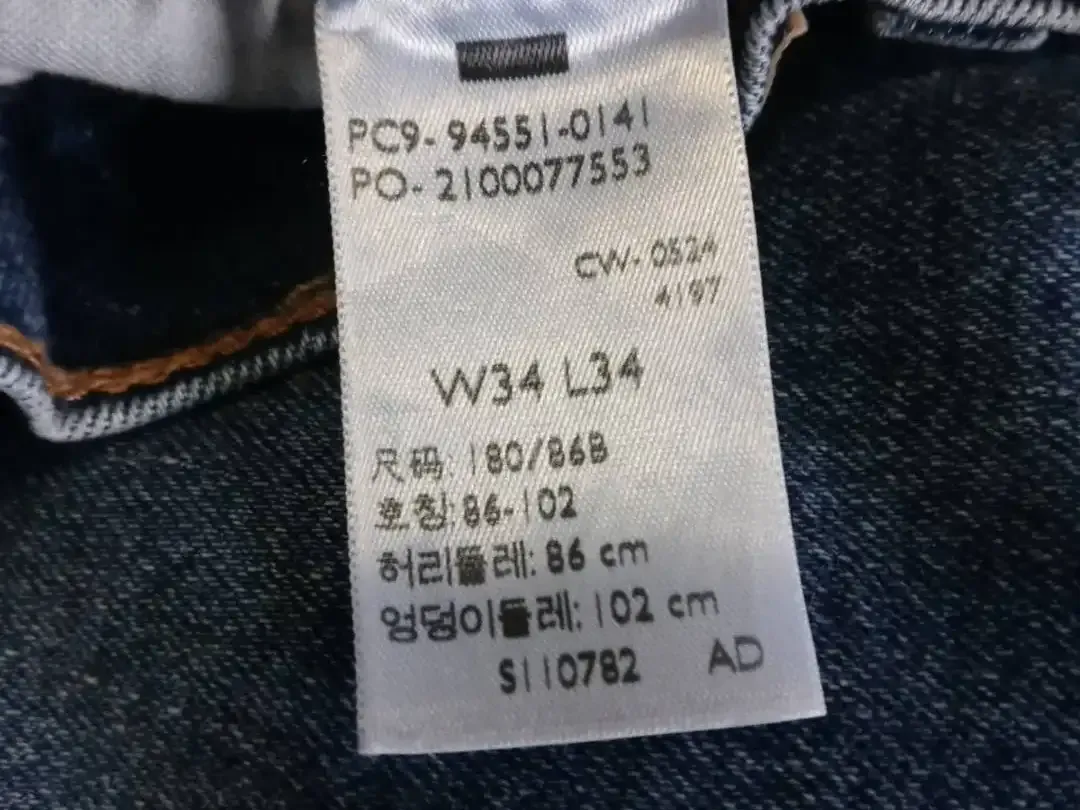 PC9-94551-0141
PO-2100077553
CW-0524
4197
W34 L34
尺码: 180/86B
호칭:86-102
허리둘레: 86 cm
엉덩이둘레: 102 cm
S110782 AD